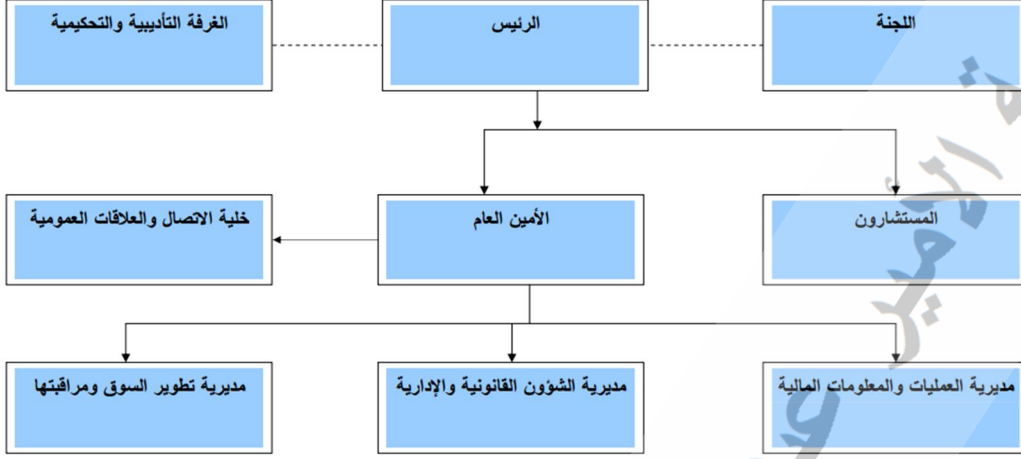 اللجنة
الرئيس
الغرفة التأديبية والتحكيمية
المستشارون
الأمين العام
خلية الاتصال والعلاقات العمومية
مديرية العمليات والمعلومات المالية
مديرية الشؤون القانونية والإدارية
مديرية تطوير السوق ومراقبتها
الأمير